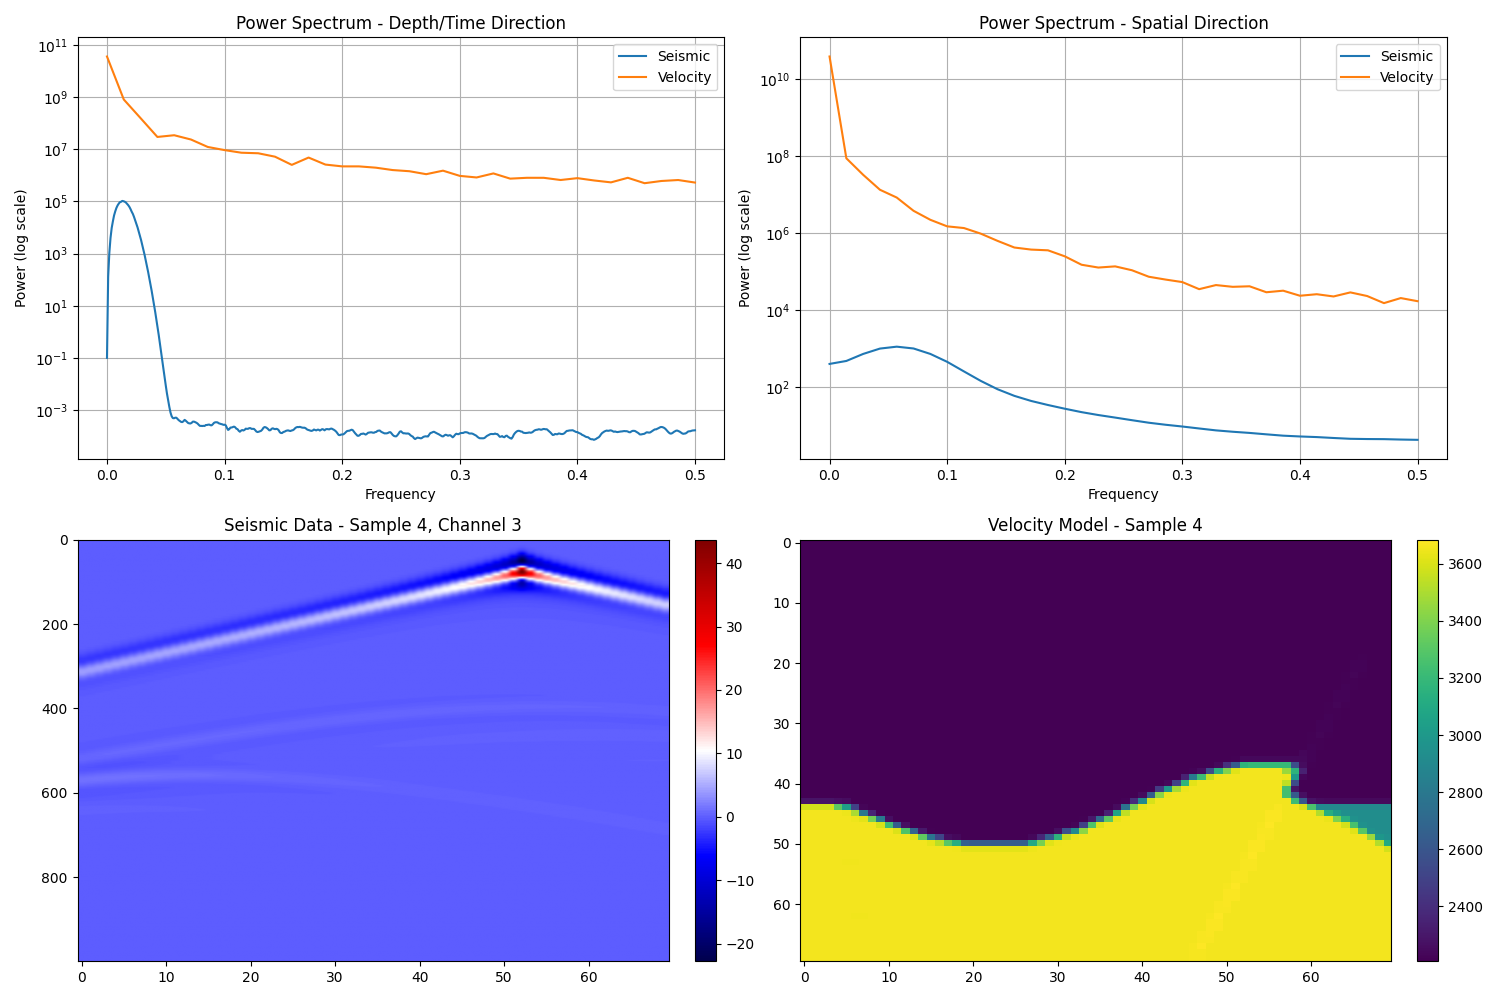 Power Spectrum - Depth/Time Direction
10^11
10^9
10^7
10^5
10^3
10^1
10^−1
10^−3
Power (log scale)
Seismic
Velocity
0.0 0.1 0.2 0.3 0.4 0.5
Frequency
Power Spectrum - Spatial Direction
10^10
10^8
10^6
10^4
10^2
Power (log scale)
Seismic
Velocity
0.0 0.1 0.2 0.3 0.4 0.5
Frequency
Seismic Data - Sample 4, Channel 3
0
200
400
600
800
0 10 20 30 40 50 60
40
30
20
10
0
−10
−20
Velocity Model - Sample 4
0
10
20
30
40
50
60
0 10 20 30 40 50 60
3600
3400
3200
3000
2800
2600
2400